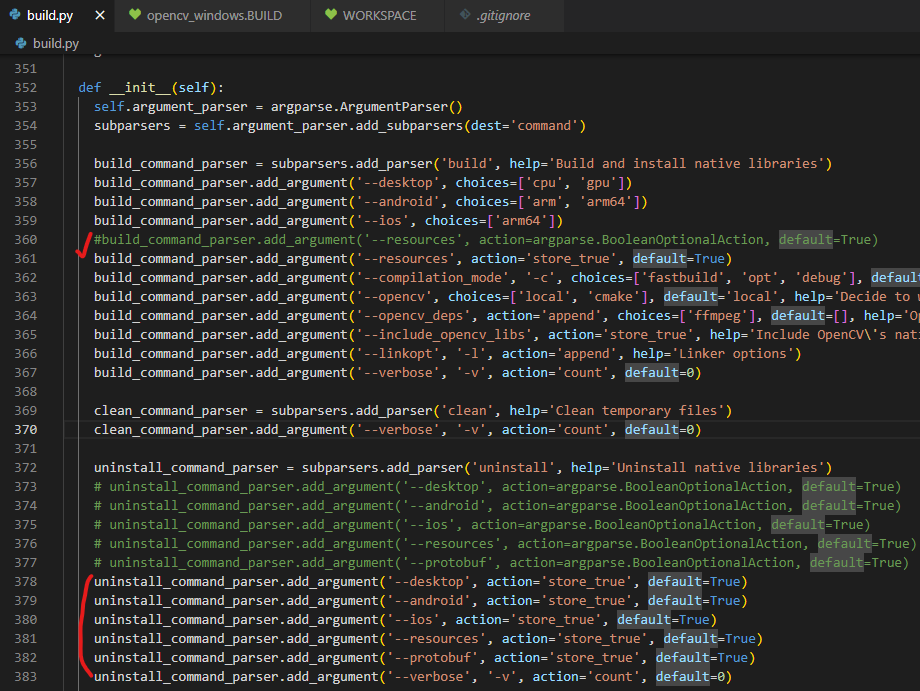 build.py × opencv_windows.BUILD WORKSPACE .gitignore
build.py
351
352 def __init__(self):
353 self.argument_parser = argparse.ArgumentParser()
354 subparsers = self.argument_parser.add_subparsers(dest='command')
355
356 build_command_parser = subparsers.add_parser('build', help='Build and install native libraries')
357 build_command_parser.add_argument('--desktop', choices=['cpu', 'gpu'])
358 build_command_parser.add_argument('--android', choices=['arm', 'arm64'])
359 build_command_parser.add_argument('--ios', choices=['arm64'])
360 #build_command_parser.add_argument('--resources', action=argparse.BooleanOptionalAction, default=True)
361 build_command_parser.add_argument('--resources', action='store_true', default=True)
362 build_command_parser.add_argument('--compilation_mode', '-c', choices=['fastbuild', 'opt', 'debug'], defaul
363 build_command_parser.add_argument('--opencv', choices=['local', 'cmake'], default='local', help='Decide to
364 build_command_parser.add_argument('--opencv_deps', action='append', choices=['ffmpeg'], default=[], help='Op
365 build_command_parser.add_argument('--include_opencv_libs', action='store_true', help='Include OpenCV\'s nati
366 build_command_parser.add_argument('--linkopt', '-l', action='append', help='Linker options')
367 build_command_parser.add_argument('--verbose', '-v', action='count', default=0)
368
369 clean_command_parser = subparsers.add_parser('clean', help='Clean temporary files')
370 clean_command_parser.add_argument('--verbose', '-v', action='count', default=0)
371
372 uninstall_command_parser = subparsers.add_parser('uninstall', help='Uninstall native libraries')
373 # uninstall_command_parser.add_argument('--desktop', action=argparse.BooleanOptionalAction, default=True)
374 # uninstall_command_parser.add_argument('--android', action=argparse.BooleanOptionalAction, default=True)
375 # uninstall_command_parser.add_argument('--ios', action=argparse.BooleanOptionalAction, default=True)
376 # uninstall_command_parser.add_argument('--resources', action=argparse.BooleanOptionalAction, default=True)
377 # uninstall_command_parser.add_argument('--protobuf', action=argparse.BooleanOptionalAction, default=True)
378 uninstall_command_parser.add_argument('--desktop', action='store_true', default=True)
379 uninstall_command_parser.add_argument('--android', action='store_true', default=True)
380 uninstall_command_parser.add_argument('--ios', action='store_true', default=True)
381 uninstall_command_parser.add_argument('--resources', action='store_true', default=True)
382 uninstall_command_parser.add_argument('--protobuf', action='store_true', default=True)
383 uninstall_command_parser.add_argument('--verbose', '-v', action='count', default=0)